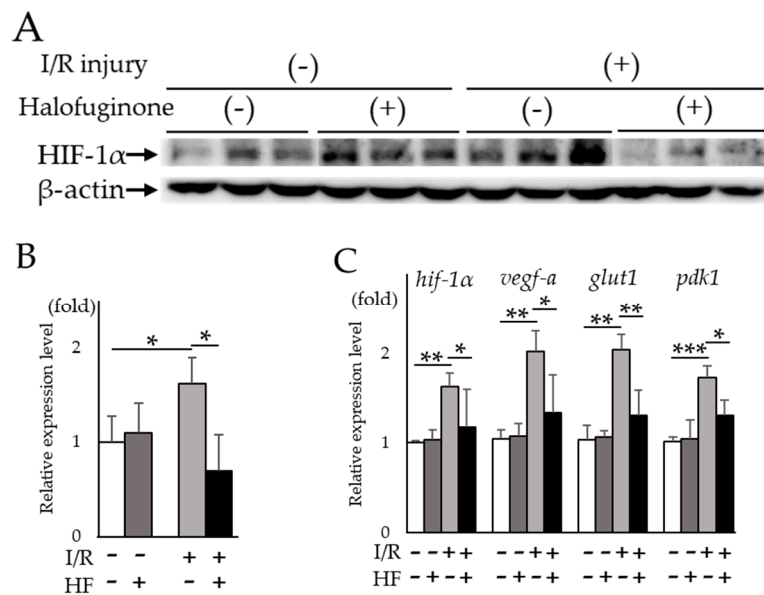 A
I/R injury (-) (+)
Halofuginone (-) (+) (-) (+)
HIF-1α
β-actin
B
(fold)
Relative expression level
2
1
0
* *
I/R - - + +
HF - + - +
C
(fold)
Relative expression level
hif-1α vegf-a glut1 pdk1
2
1
0
** * ** * ** ** *** *
I/R - - + + - - + + - - + + - - + +
HF - + - + - + - + - + - + - + - +